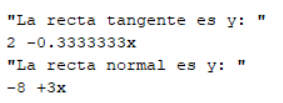 "La recta tangente es y: "
2 -0.3333333x
"La recta normal es y: "
-8 +3x